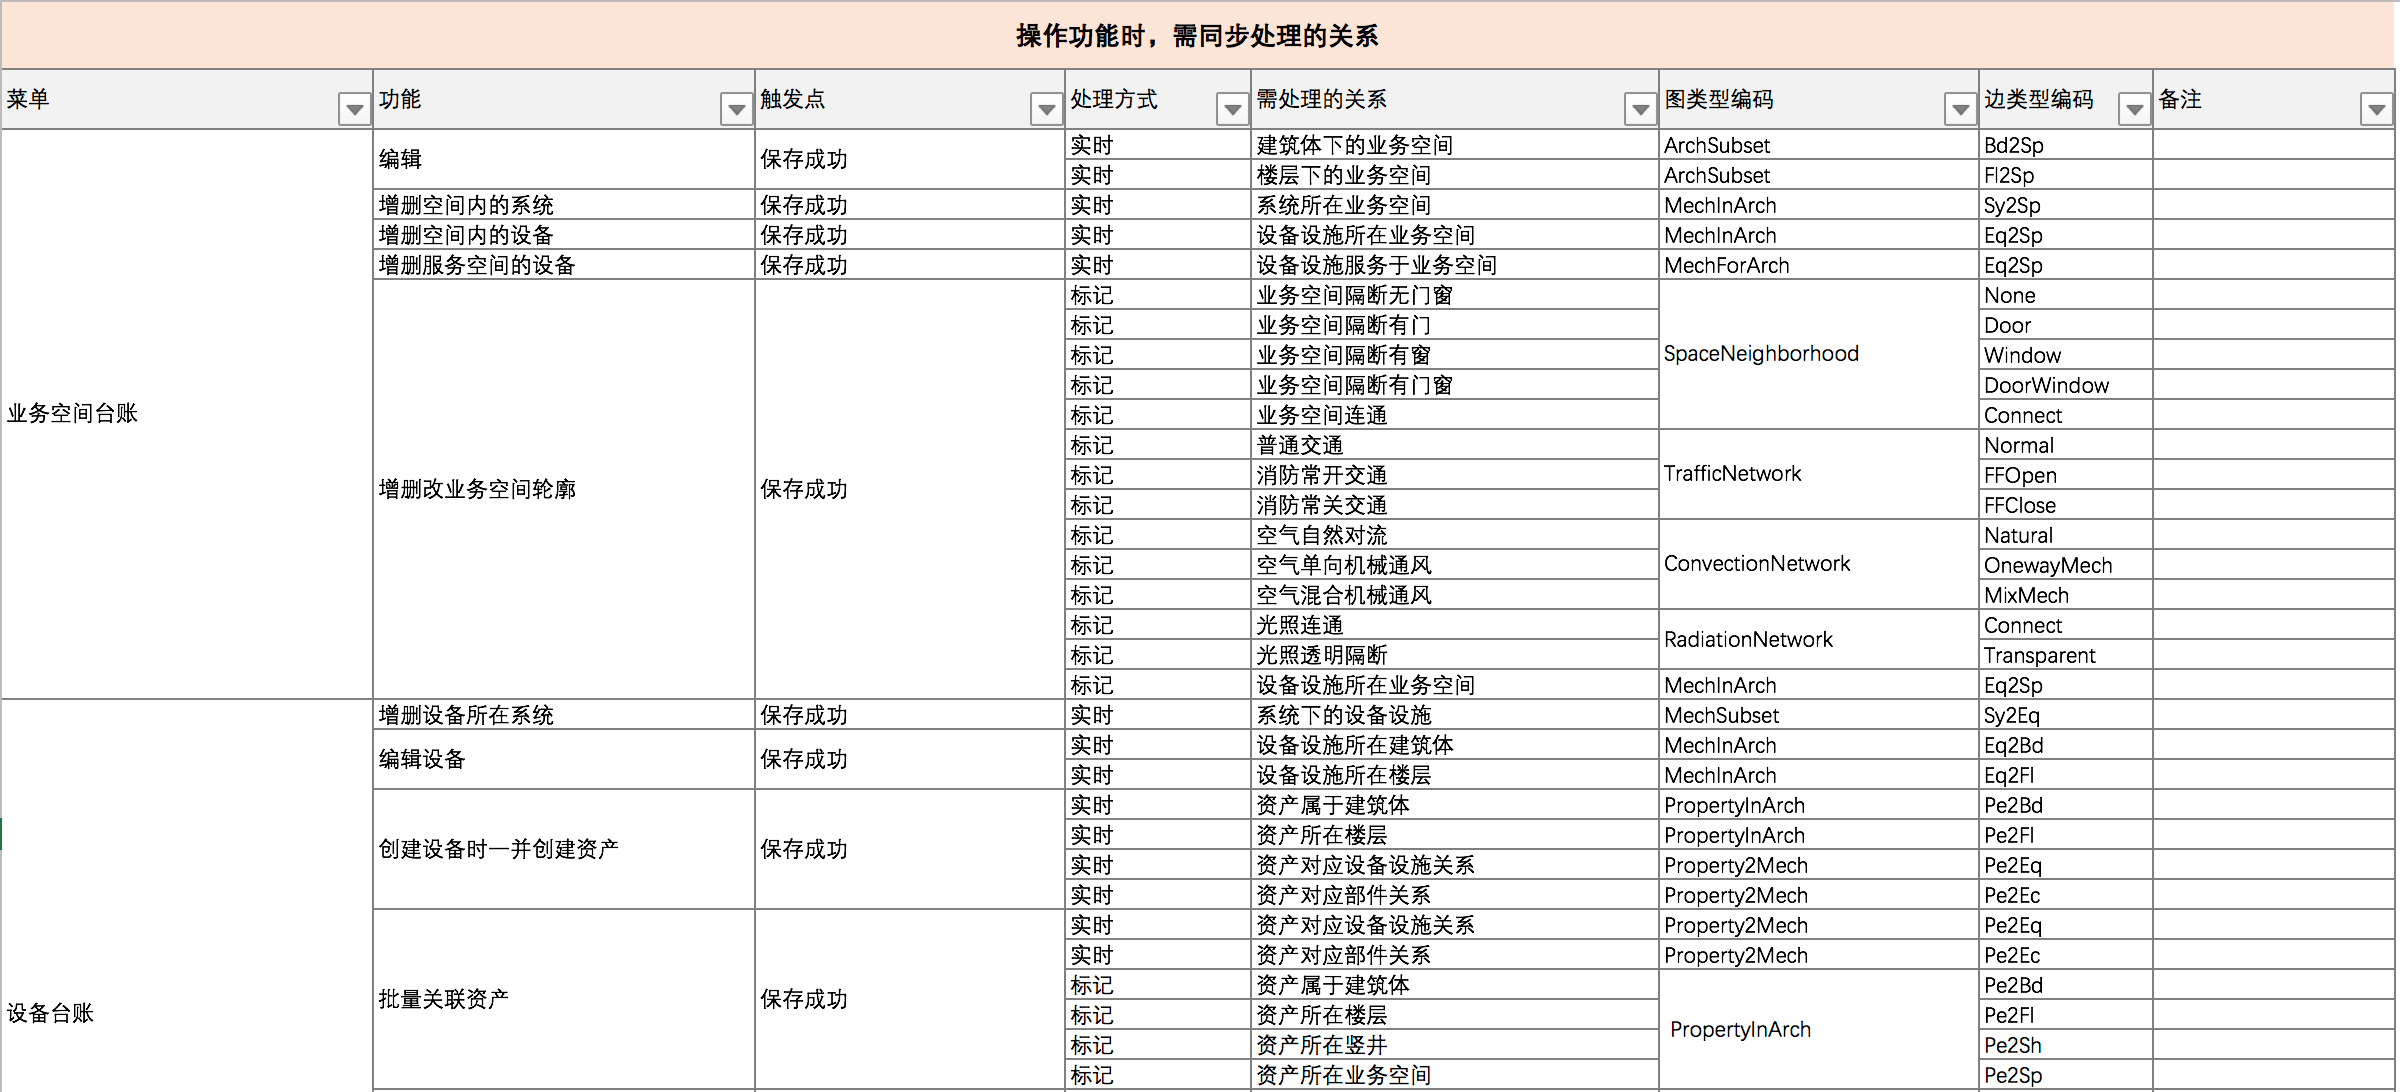 操作功能时，需同步处理的关系
菜单 功能 触发点 处理方式 需处理的关系 图类型编码 边类型编码 备注
业务空间台账 编辑 保存成功 实时 建筑体下的业务空间 ArchSubset Bd2Sp
实时 楼层下的业务空间 ArchSubset Fl2Sp
增删空间内的系统 保存成功 实时 系统所在业务空间 MechInArch Sy2Sp
增删空间内的设备 保存成功 实时 设备设施所在业务空间 MechInArch Eq2Sp
增删服务空间的设备 保存成功 实时 设备设施服务于业务空间 MechForArch Eq2Sp
增删改业务空间轮廓 保存成功 标记 业务空间隔断无门窗 SpaceNeighborhood None
标记 业务空间隔断有门 Door
标记 业务空间隔断有窗 Window
标记 业务空间隔断有门窗 DoorWindow
标记 业务空间连通 Connect
标记 普通交通 TrafficNetwork Normal
标记 消防常开交通 FFOpen
标记 消防常关交通 FFClose
标记 空气自然对流 ConvectionNetwork Natural
标记 空气单向机械通风 OnewayMech
标记 空气混合机械通风 MixMech
标记 光照连通 RadiationNetwork Connect
标记 光照透明隔断 Transparent
标记 设备设施所在业务空间 MechInArch Eq2Sp
设备台账 增删设备所在系统 保存成功 实时 系统下的设备设施 MechSubset Sy2Eq
编辑设备 保存成功 实时 设备设施所在建筑体 MechInArch Eq2Bd
实时 设备设施所在楼层 MechInArch Eq2Fl
创建设备时一并创建资产 保存成功 实时 资产属于建筑体 PropertyInArch Pe2Bd
实时 资产所在楼层 PropertyInArch Pe2Fl
实时 资产对应设备设施关系 Property2Mech Pe2Eq
实时 资产对应部件关系 Property2Mech Pe2Ec
批量关联资产 保存成功 实时 资产对应设备设施关系 Property2Mech Pe2Eq
实时 资产对应部件关系 Property2Mech Pe2Ec
标记 资产属于建筑体 PropertyInArch Pe2Bd
标记 资产所在楼层 Pe2Fl
标记 资产所在竖井 Pe2Sh
标记 资产所在业务空间 Pe2Sp